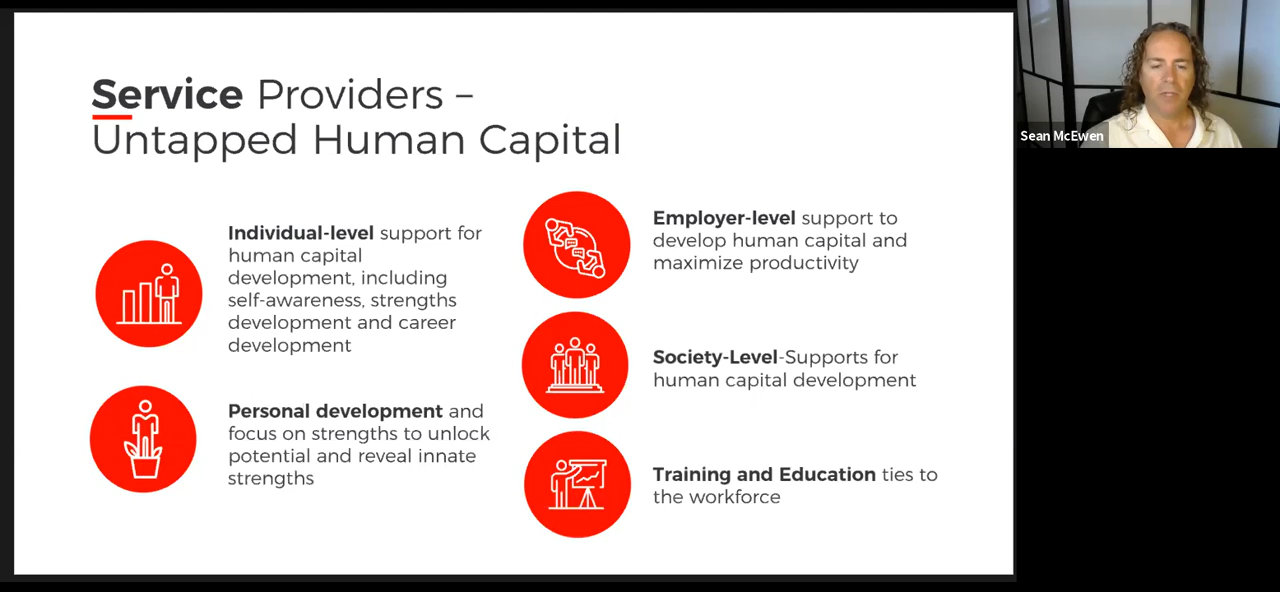 Service Providers –
Untapped Human Capital
Individual-level support for
human capital
development, including
self-awareness, strengths
development and career
development
Personal development and
focus on strengths to unlock
potential and reveal innate
strengths
Employer-level support to
develop human capital and
maximize productivity
Society-Level-Supports for
human capital development
Training and Education ties to
the workforce
Sean McEwen